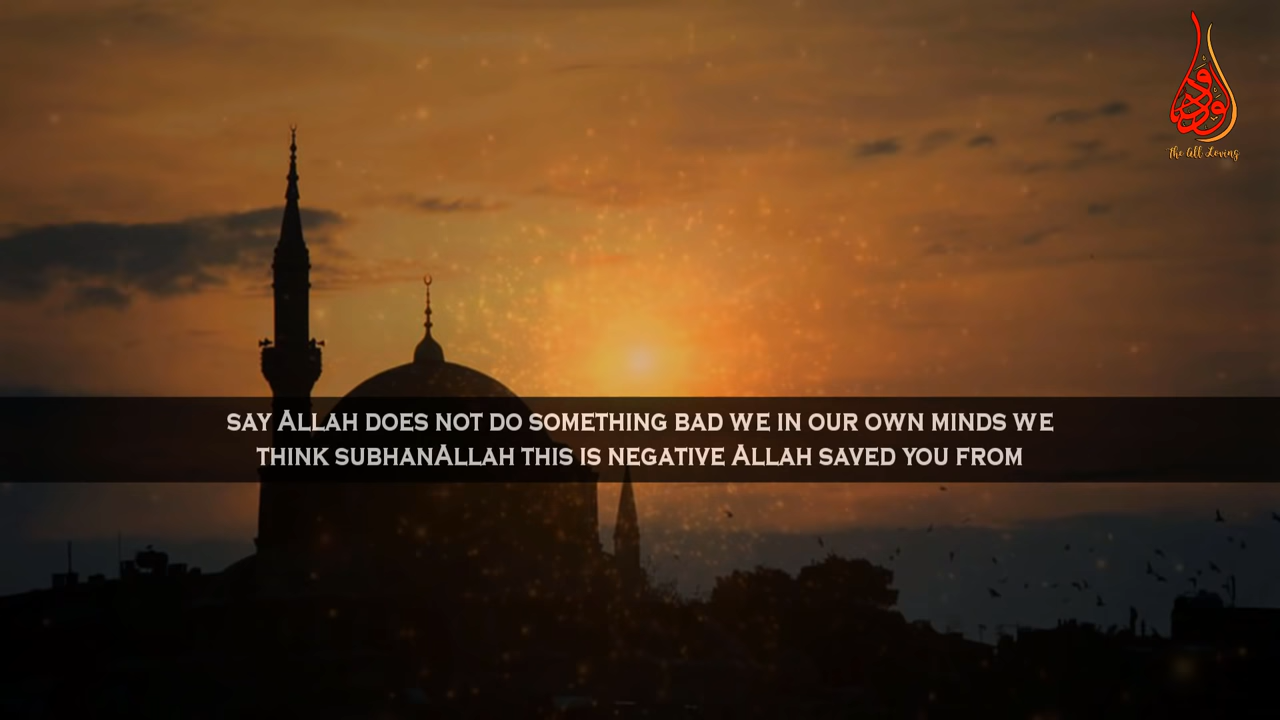 الودود
The All Loving
SAY ALLAH DOES NOT DO SOMETHING BAD WE IN OUR OWN MINDS WE
THINK SUBHANALLAH THIS IS NEGATIVE ALLAH SAVED YOU FROM